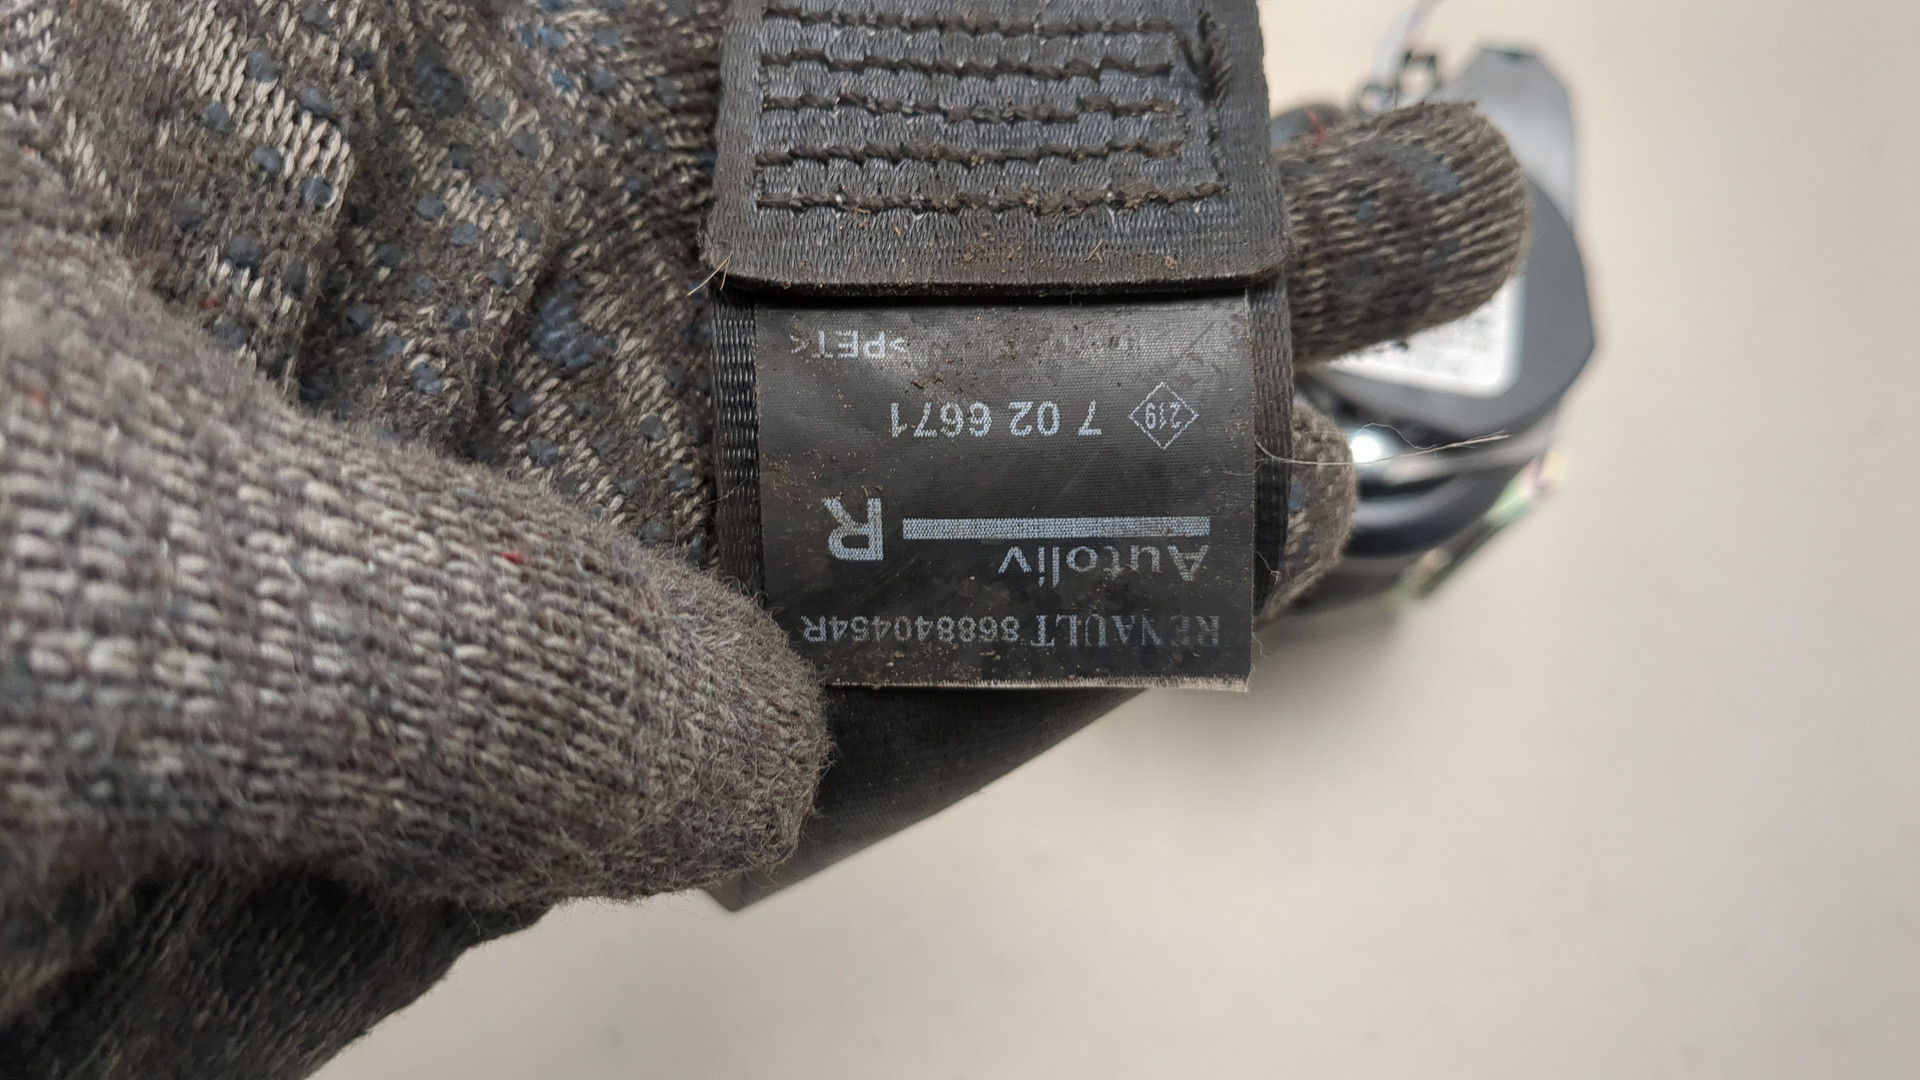 RENAULT 868840454R
Autoliv
R
219 7 02 6671
>PET<